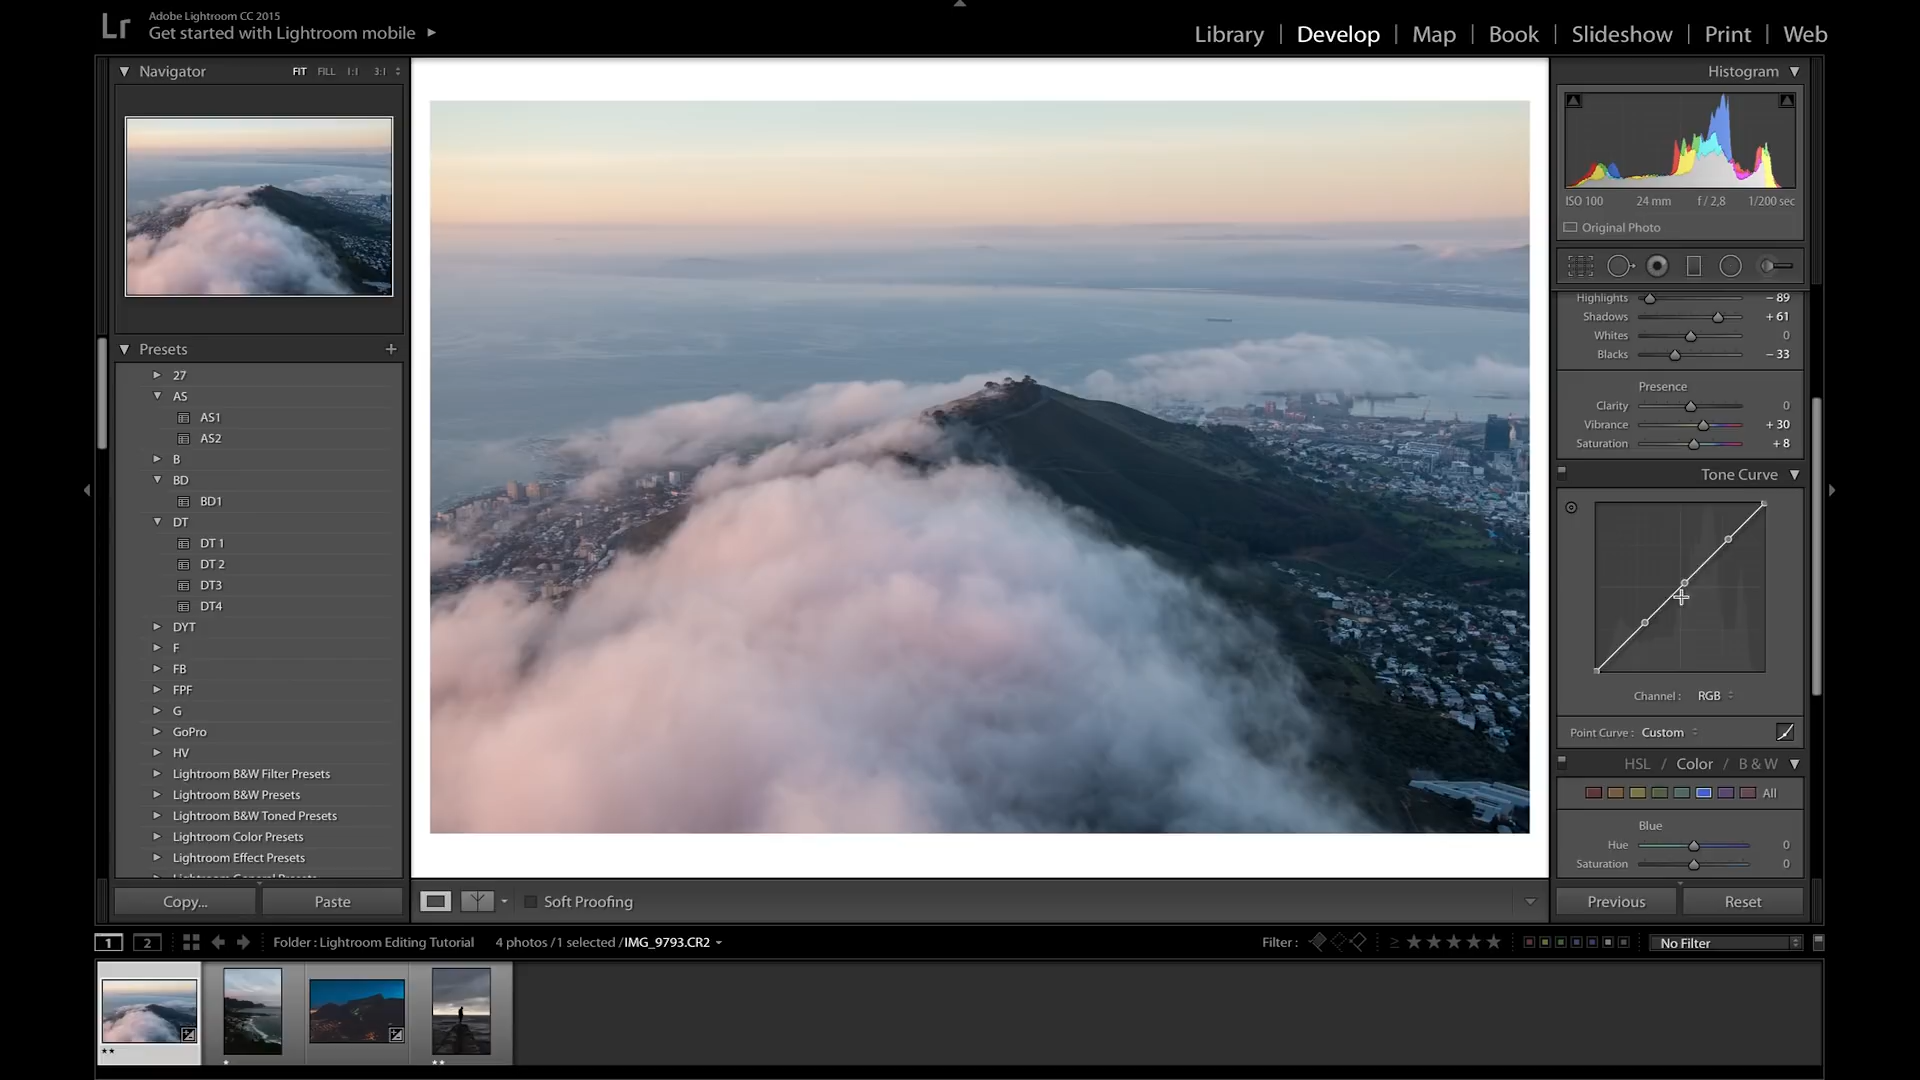 Lr
Adobe Lightroom CC 2015
Get started with Lightroom mobile
Library | Develop | Map | Book | Slideshow | Print | Web
Navigator FIT FILL 1:1 3:1
Presets +
27
AS
AS1
AS2
B
BD
BD1
DT
DT 1
DT 2
DT3
DT4
DYT
F
FB
FPF
G
GoPro
HV
Lightroom B&W Filter Presets
Lightroom B&W Presets
Lightroom B&W Toned Presets
Lightroom Color Presets
Lightroom Effect Presets
Copy... Paste
Soft Proofing
Histogram
ISO 100 24 mm f / 2,8 1/200 sec
Original Photo
Highlights - 89
Shadows + 61
Whites 0
Blacks - 33
Presence
Clarity 0
Vibrance + 30
Saturation + 8
Tone Curve
Channel : RGB
Point Curve : Custom
HSL / Color / B & W
All
Blue
Hue 0
Saturation 0
Previous Reset
1 2 Folder : Lightroom Editing Tutorial 4 photos /1 selected /IMG_9793.CR2
Filter : ≥ ★★★★★ No Filter